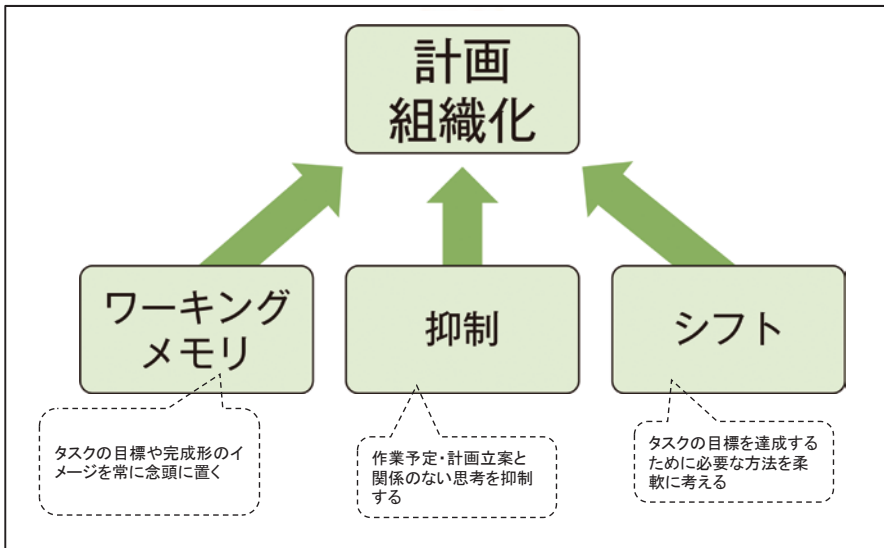 計画
組織化
ワーキング
メモリ
抑制
シフト
タスクの目標や完成形のイ
メージを常に念頭に置く
作業予定・計画立案と
関係のない思考を抑制
する
タスクの目標を達成する
ために必要な方法を柔
軟に考える